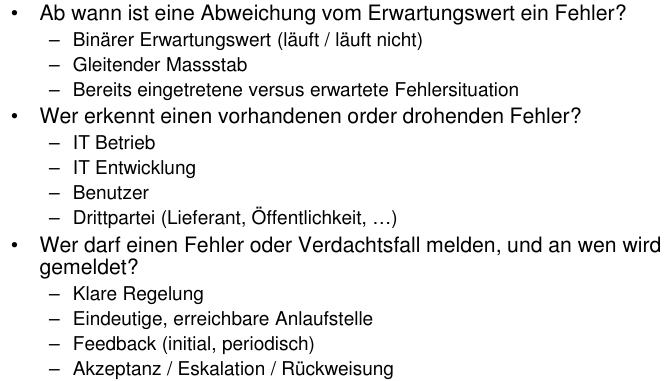 • Ab wann ist eine Abweichung vom Erwartungswert ein Fehler?
– Binärer Erwartungswert (läuft / läuft nicht)
– Gleitender Massstab
– Bereits eingetretene versus erwartete Fehlersituation
• Wer erkennt einen vorhandenen order drohenden Fehler?
– IT Betrieb
– IT Entwicklung
– Benutzer
– Drittpartei (Lieferant, Öffentlichkeit, …)
• Wer darf einen Fehler oder Verdachtsfall melden, und an wen wird
gemeldet?
– Klare Regelung
– Eindeutige, erreichbare Anlaufstelle
– Feedback (initial, periodisch)
– Akzeptanz / Eskalation / Rückweisung